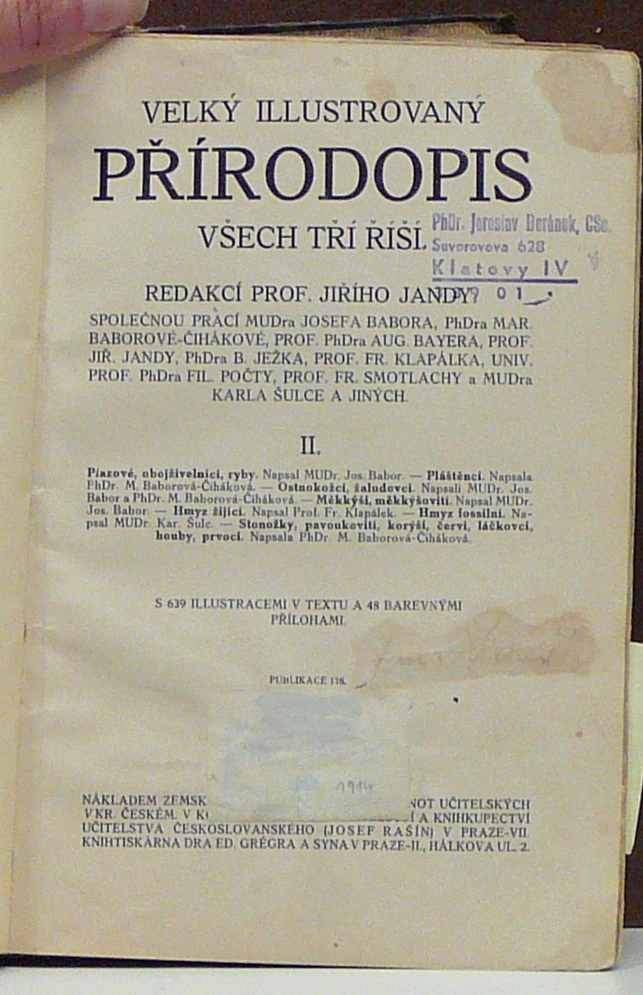 VELKÝ ILLUSTROVANÝ
PŘÍRODOPIS
VŠECH TŘÍ ŘÍŠÍ.
PhDr. Jaroslav CSc.
Suvorovova 628
Klatovy IV
01
REDAKCÍ PROF. JIŘÍHO JANDY
SPOLEČNOU PRÁCÍ MUDra JOSEFA BABORA, PhDra MAR.
BABOROVÉ-ČIHÁKOVÉ, PROF. PhDra AUG. BAYERA, PROF.
JIŘ. JANDY, PhDra B. JEŽKA, PROF. FR. KLAPÁLKA, UNIV.
PROF. PhDra FIL. POČTY, PROF. FR. SMOTLACHY a MUDra
KARLA ŠULCE A JINÝCH.
II.
Plazové, obojživelníci, ryby. Napsal MUDr. Jos. Babor. — Pláštěnci. Napsala
PhDr. M. Baborová-Čiháková. — Ostnokožci, žaludovci. Napsali MUDr. Jos.
Babor a PhDr. M. Baborová-Čiháková. — Měkkýši, měkkýšovití. Napsal MUDr.
Jos. Babor. — Hmyz žijící. Napsal Prof. Fr. Klapálek. — Hmyz fossilní. Na-
psal MUDr. Kar. Šulc. — Stonožky, pavoukovití, korýši, červi, láčkovci,
houby, prvoci. Napsala PhDr. M. Baborová-Čiháková.
S 639 ILLUSTRACEMI V TEXTU A 48 BAREVNÝMI
PŘÍLOHAMI.
PUBLIKACE 118.
1914
NÁKLADEM ZEMSK NOT UČITELSKÝCH
V KR. ČESKÉM. V K A KNIHKUPECTVÍ
UČITELSTVA ČESKOSLOVANSKÉHO (JOSEF RAŠÍN) V PRAZE-VII.
KNIHTISKÁRNA DRA ED. GRÉGRA A SYNA V PRAZE-II., HÁLKOVA UL. 2.